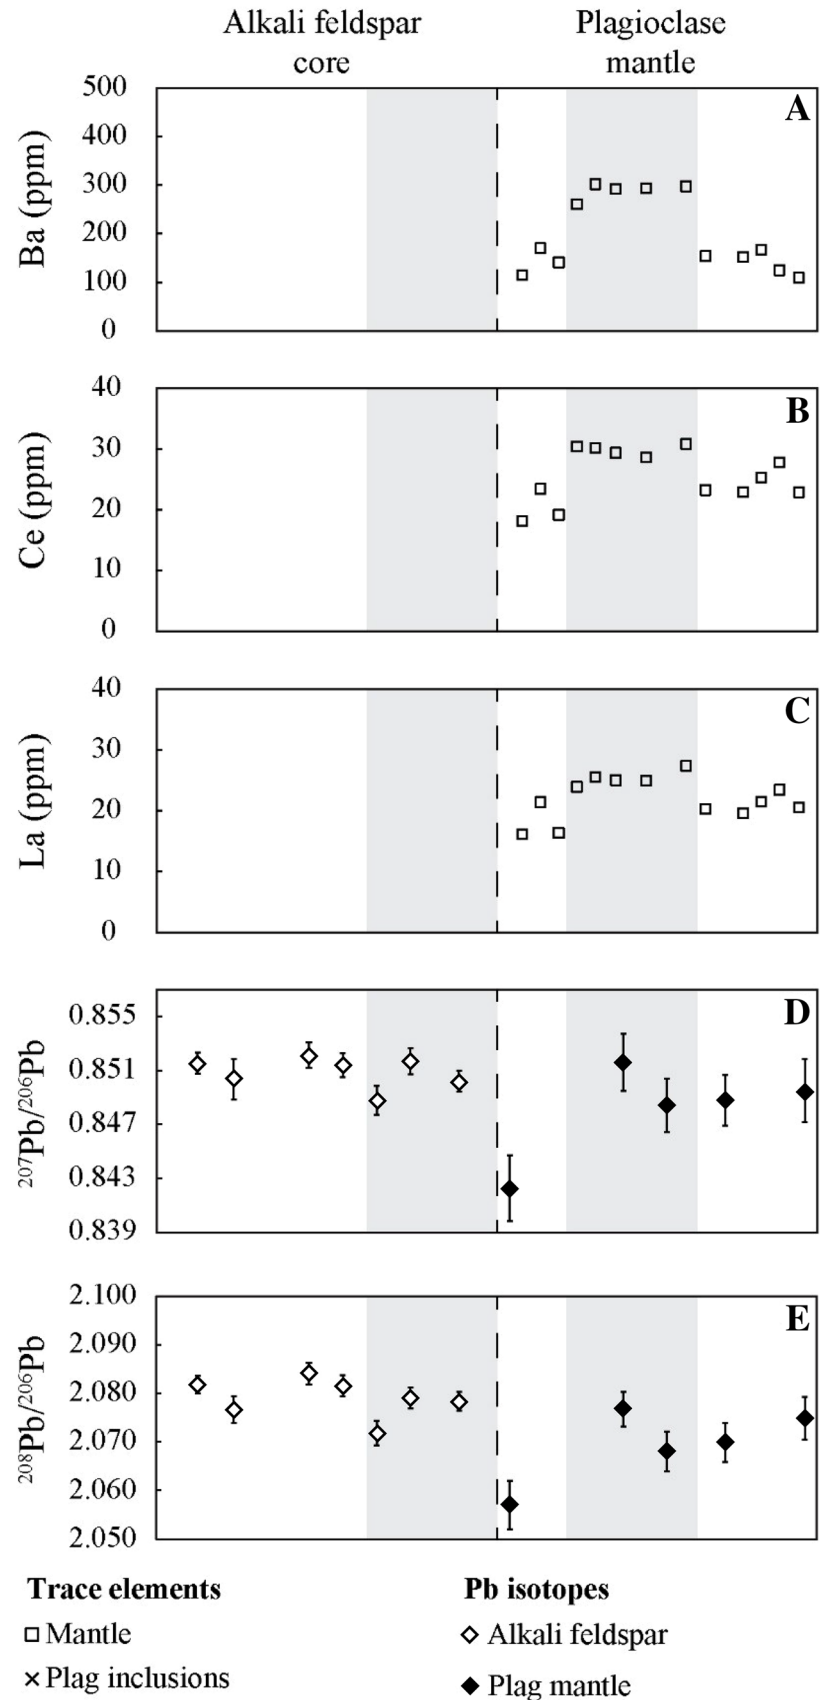 Alkali feldspar Plagioclase
core mantle
A
Ba (ppm)
500
400
300
200
100
0
B
Ce (ppm)
40
30
20
10
0
C
La (ppm)
40
30
20
10
0
D
²⁰⁷Pb/²⁰⁶Pb
0.855
0.851
0.847
0.843
0.839
E
²⁰⁸Pb/²⁰⁶Pb
2.100
2.090
2.080
2.070
2.060
2.050
Trace elements
Mantle
Plag inclusions
Pb isotopes
Alkali feldspar
Plag mantle